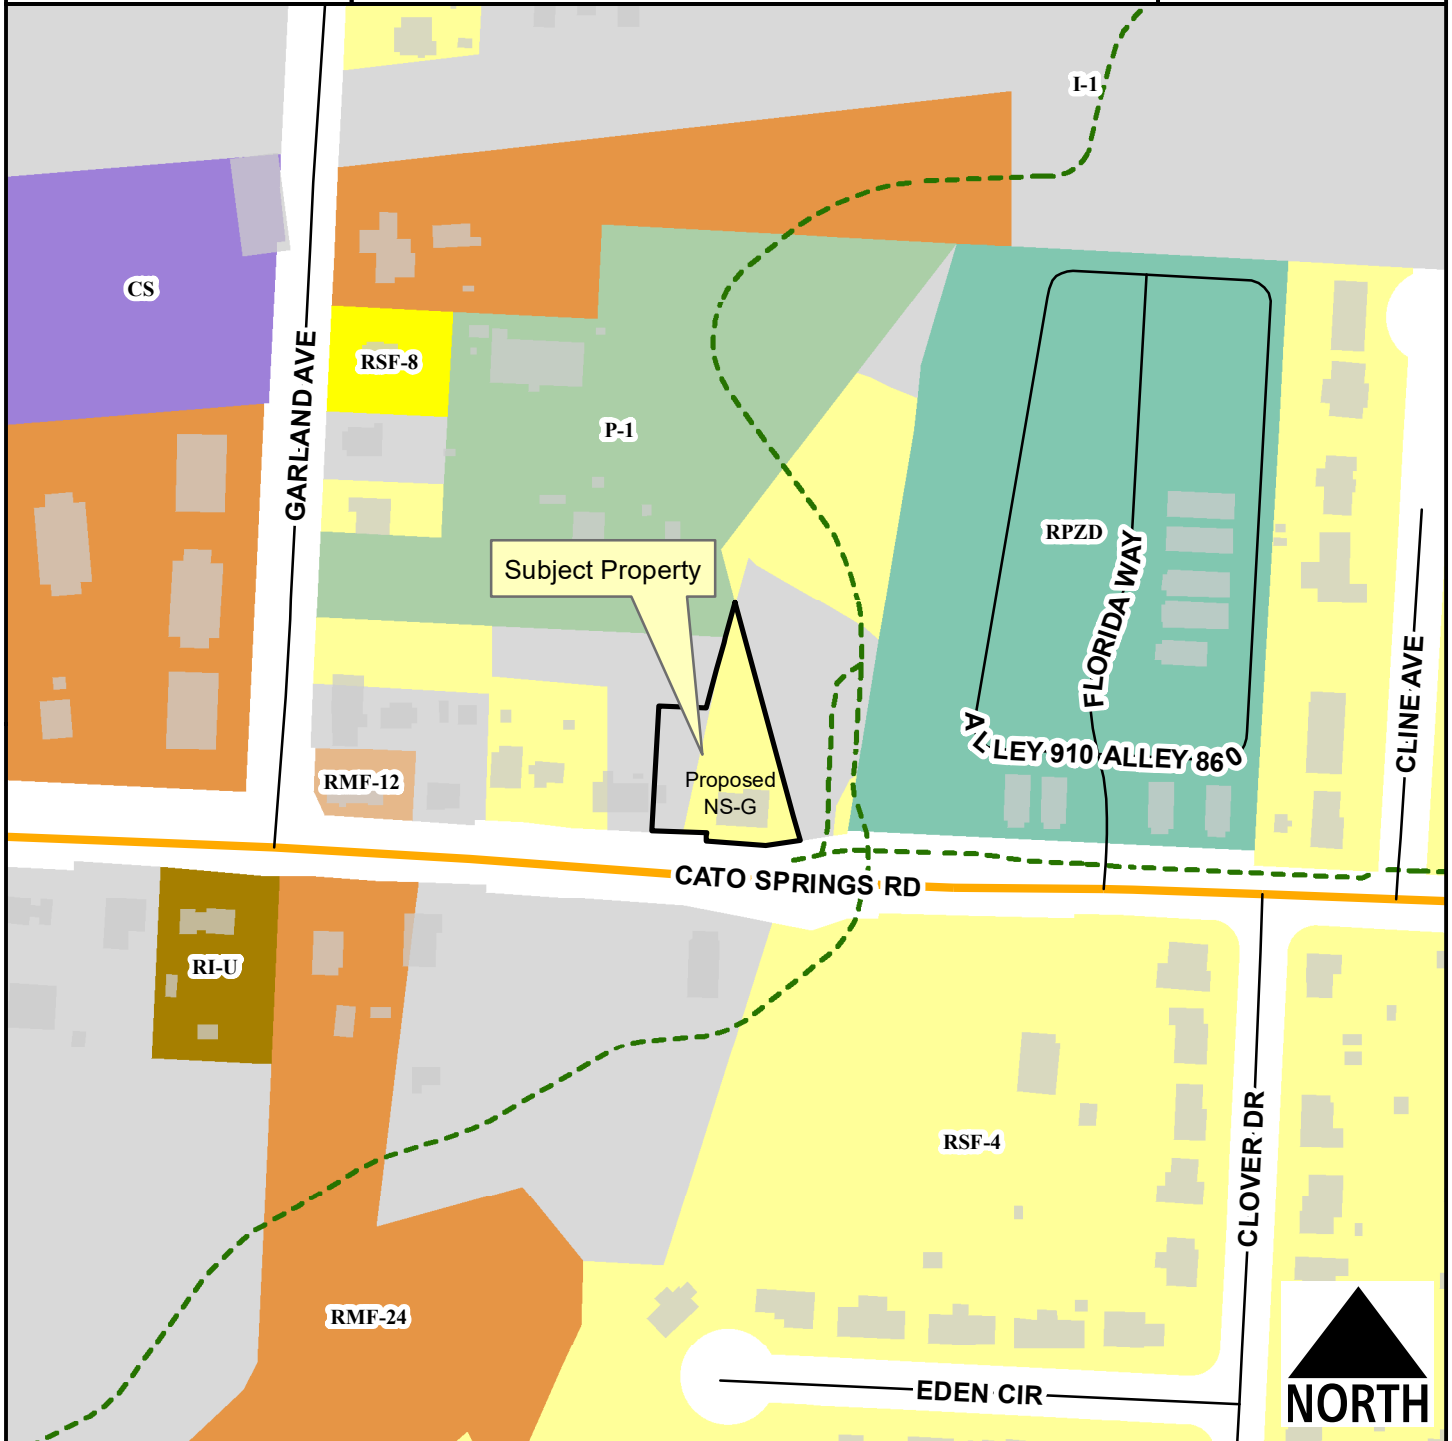 I-1
CS
GARLAND AVE
RSF-8
P-1
RPZD
Subject Property
FLORIDA WAY
CLINE AVE
ALLEY 910
ALLEY 860
RMF-12
Proposed
NS-G
CATO SPRINGS RD
RI-U
RSF-4
CLOVER DR
RMF-24
EDEN CIR
NORTH